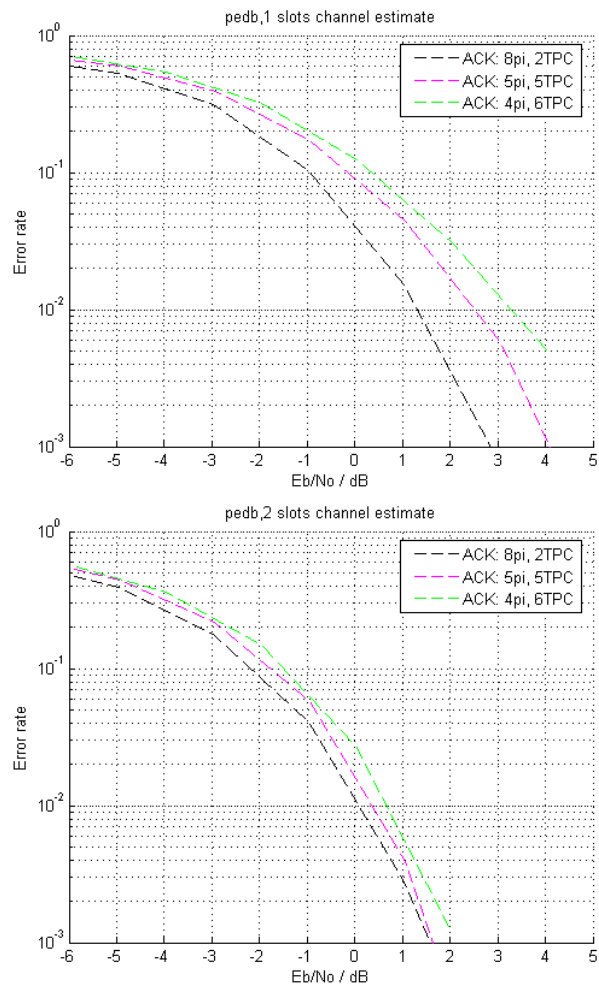 pedb,1 slots channel estimate
10^0
10^-1
10^-2
10^-3
Error rate
ACK: 8pi, 2TPC
ACK: 5pi, 5TPC
ACK: 4pi, 6TPC
-6 -5 -4 -3 -2 -1 0 1 2 3 4 5
Eb/No / dB
pedb,2 slots channel estimate
10^0
10^-1
10^-2
10^-3
Error rate
ACK: 8pi, 2TPC
ACK: 5pi, 5TPC
ACK: 4pi, 6TPC
-6 -5 -4 -3 -2 -1 0 1 2 3 4 5
Eb/No / dB